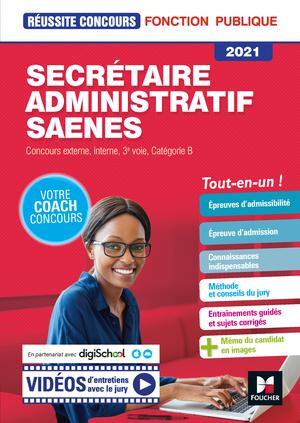 RÉUSSITE CONCOURS FONCTION PUBLIQUE
2021
SECRÉTAIRE
ADMINISTRATIF
SAENES
Concours externe, interne, 3e voie, Catégorie B
VOTRE
COACH
CONCOURS
Tout-en-un !
Épreuves d'admissibilité
Épreuve d'admission
Connaissances
indispensables
Méthode
et conseils du jury
Entraînements guidés
et sujets corrigés
+ Mémo du candidat
en images
En partenariat avec digiSchool
VIDÉOS d'entretiens
avec le jury
FOUCHER